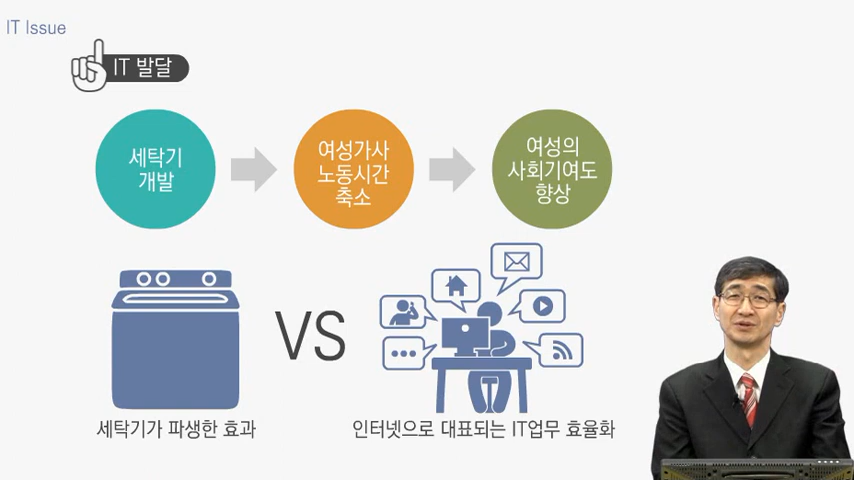 IT Issue
IT 발달
세탁기
개발
여성가사
노동시간
축소
여성의
사회기여도
향상
VS
세탁기가 파생한 효과
인터넷으로 대표되는 IT업무 효율화